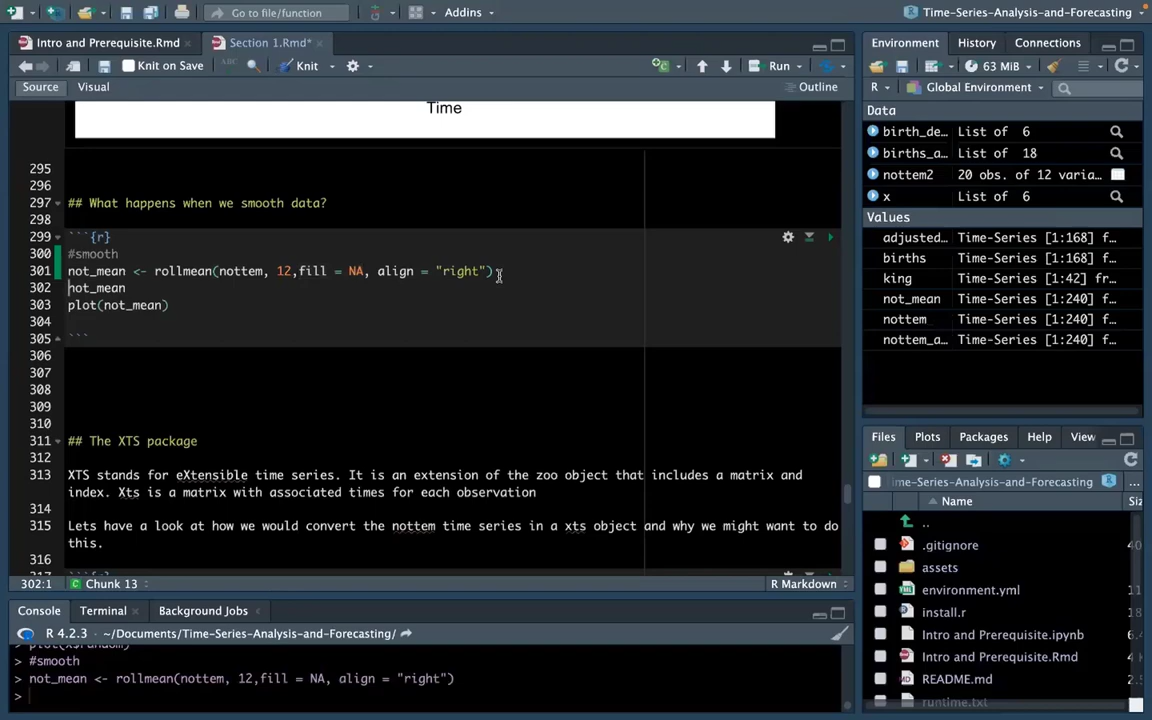 Go to file/function
Addins
Time-Series-Analysis-and-Forecasting
Intro and Prerequisite.Rmd
Section 1.Rmd*
Knit on Save
ABC
Knit
Run
Source
Visual
Outline
Time
295
296
297 ## What happens when we smooth data?
298
299 ```{r}
300 #smooth
301 not_mean <- rollmean(nottem, 12,fill = NA, align = "right")
302 not_mean
303 plot(not_mean)
304
305 ```
306
307
308
309
310
311 ## The XTS package
312
313 XTS stands for eXtensible time series. It is an extension of the zoo object that includes a matrix and
index. Xts is a matrix with associated times for each observation
314
315 Lets have a look at how we would convert the nottem time series in a xts object and why we might want to do
this.
316
302:1
Chunk 13
R Markdown
Console
Terminal
Background Jobs
R 4.2.3 · ~/Documents/Time-Series-Analysis-and-Forecasting/
> #smooth
> not_mean <- rollmean(nottem, 12,fill = NA, align = "right")
>
Environment
History
Connections
63 MiB
R
Global Environment
Data
birth_de… List of 6
births_a… List of 18
nottem2 20 obs. of 12 varia…
x List of 6
Values
adjusted… Time-Series [1:168] f…
births Time-Series [1:168] f…
king Time-Series [1:42] fr…
not_mean Time-Series [1:240] f…
nottem Time-Series [1:240] f…
nottem_a… Time-Series [1:240] f…
Files
Plots
Packages
Help
View
me-Series-Analysis-and-Forecasting
...
Name
Siz
..
.gitignore
assets
environment.yml
install.r
Intro and Prerequisite.ipynb
Intro and Prerequisite.Rmd
README.md
runtime.txt